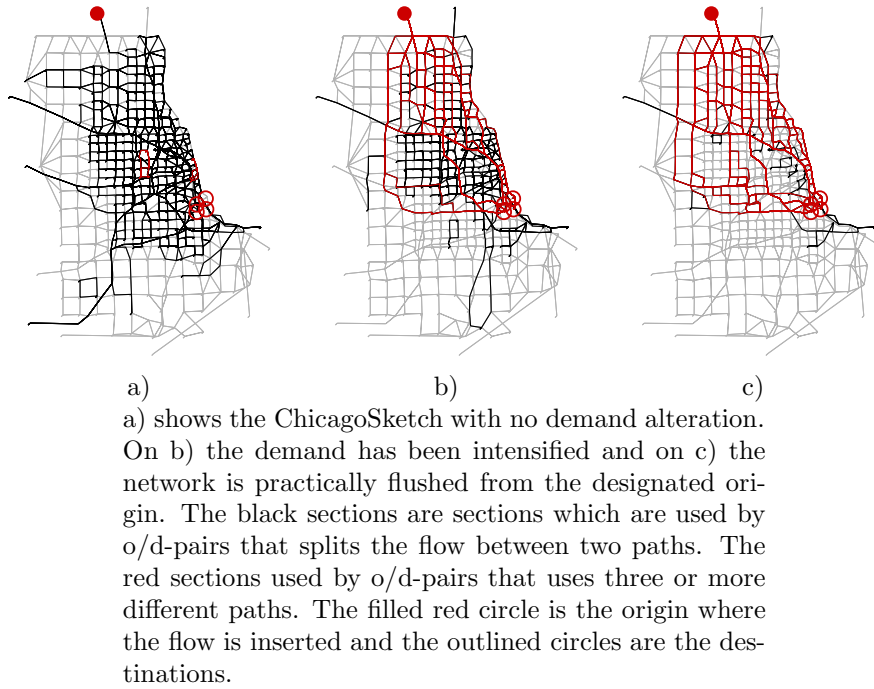 a) b) c)
a) shows the ChicagoSketch with no demand alteration.
On b) the demand has been intensified and on c) the
network is practically flushed from the designated ori-
gin. The black sections are sections which are used by
o/d-pairs that splits the flow between two paths. The
red sections used by o/d-pairs that uses three or more
different paths. The filled red circle is the origin where
the flow is inserted and the outlined circles are the des-
tinations.